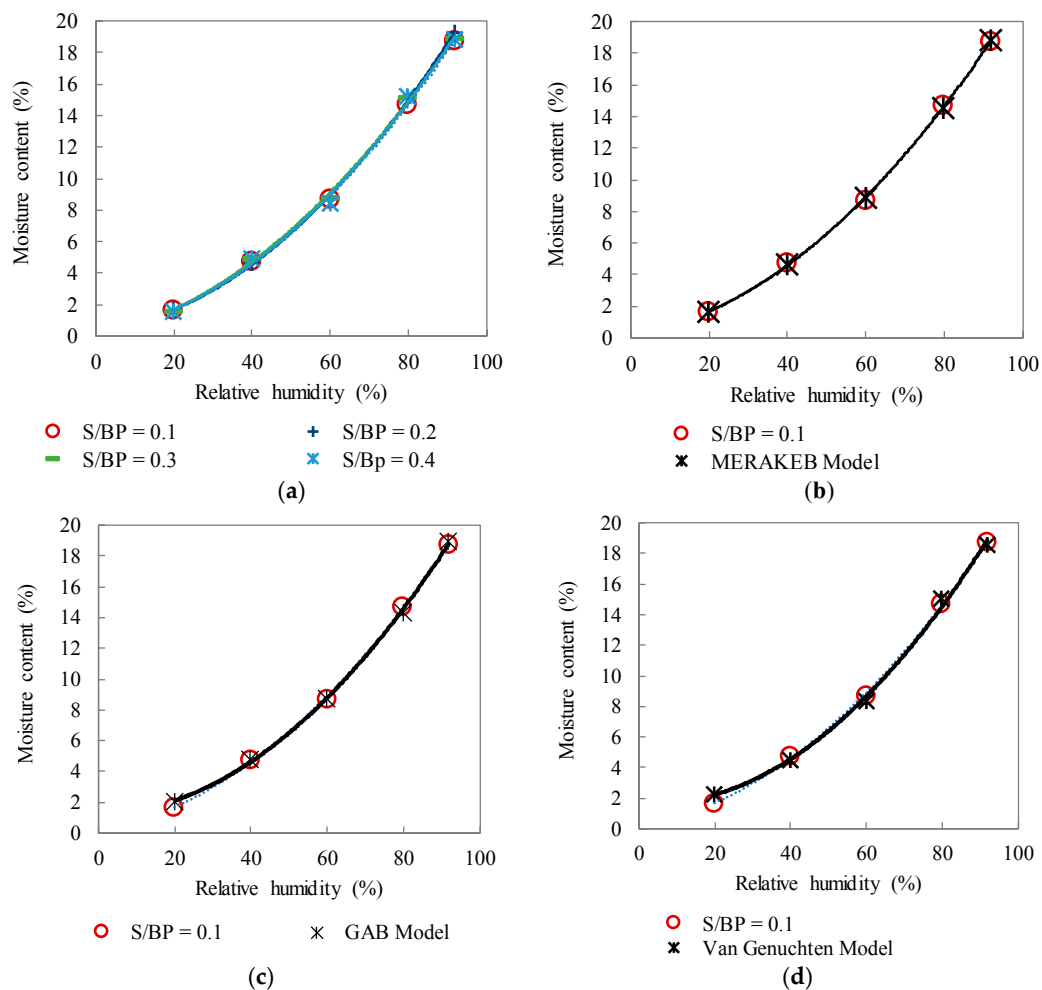 20
18
16
14
12
10
8
6
4
2
0
Moisture content (%)
0 20 40 60 80 100
Relative humidity (%)
S/BP = 0.1 S/BP = 0.2
S/BP = 0.3 S/Bp = 0.4
(a)
20
18
16
14
12
10
8
6
4
2
0
Moisture content (%)
0 20 40 60 80 100
Relative humidity (%)
S/BP = 0.1
MERAKEB Model
(b)
20
18
16
14
12
10
8
6
4
2
0
Moisture content (%)
0 20 40 60 80 100
Relative humidity (%)
S/BP = 0.1 GAB Model
(c)
20
18
16
14
12
10
8
6
4
2
0
Moisture content (%)
0 20 40 60 80 100
Relative humidity (%)
S/BP = 0.1
Van Genuchten Model
(d)